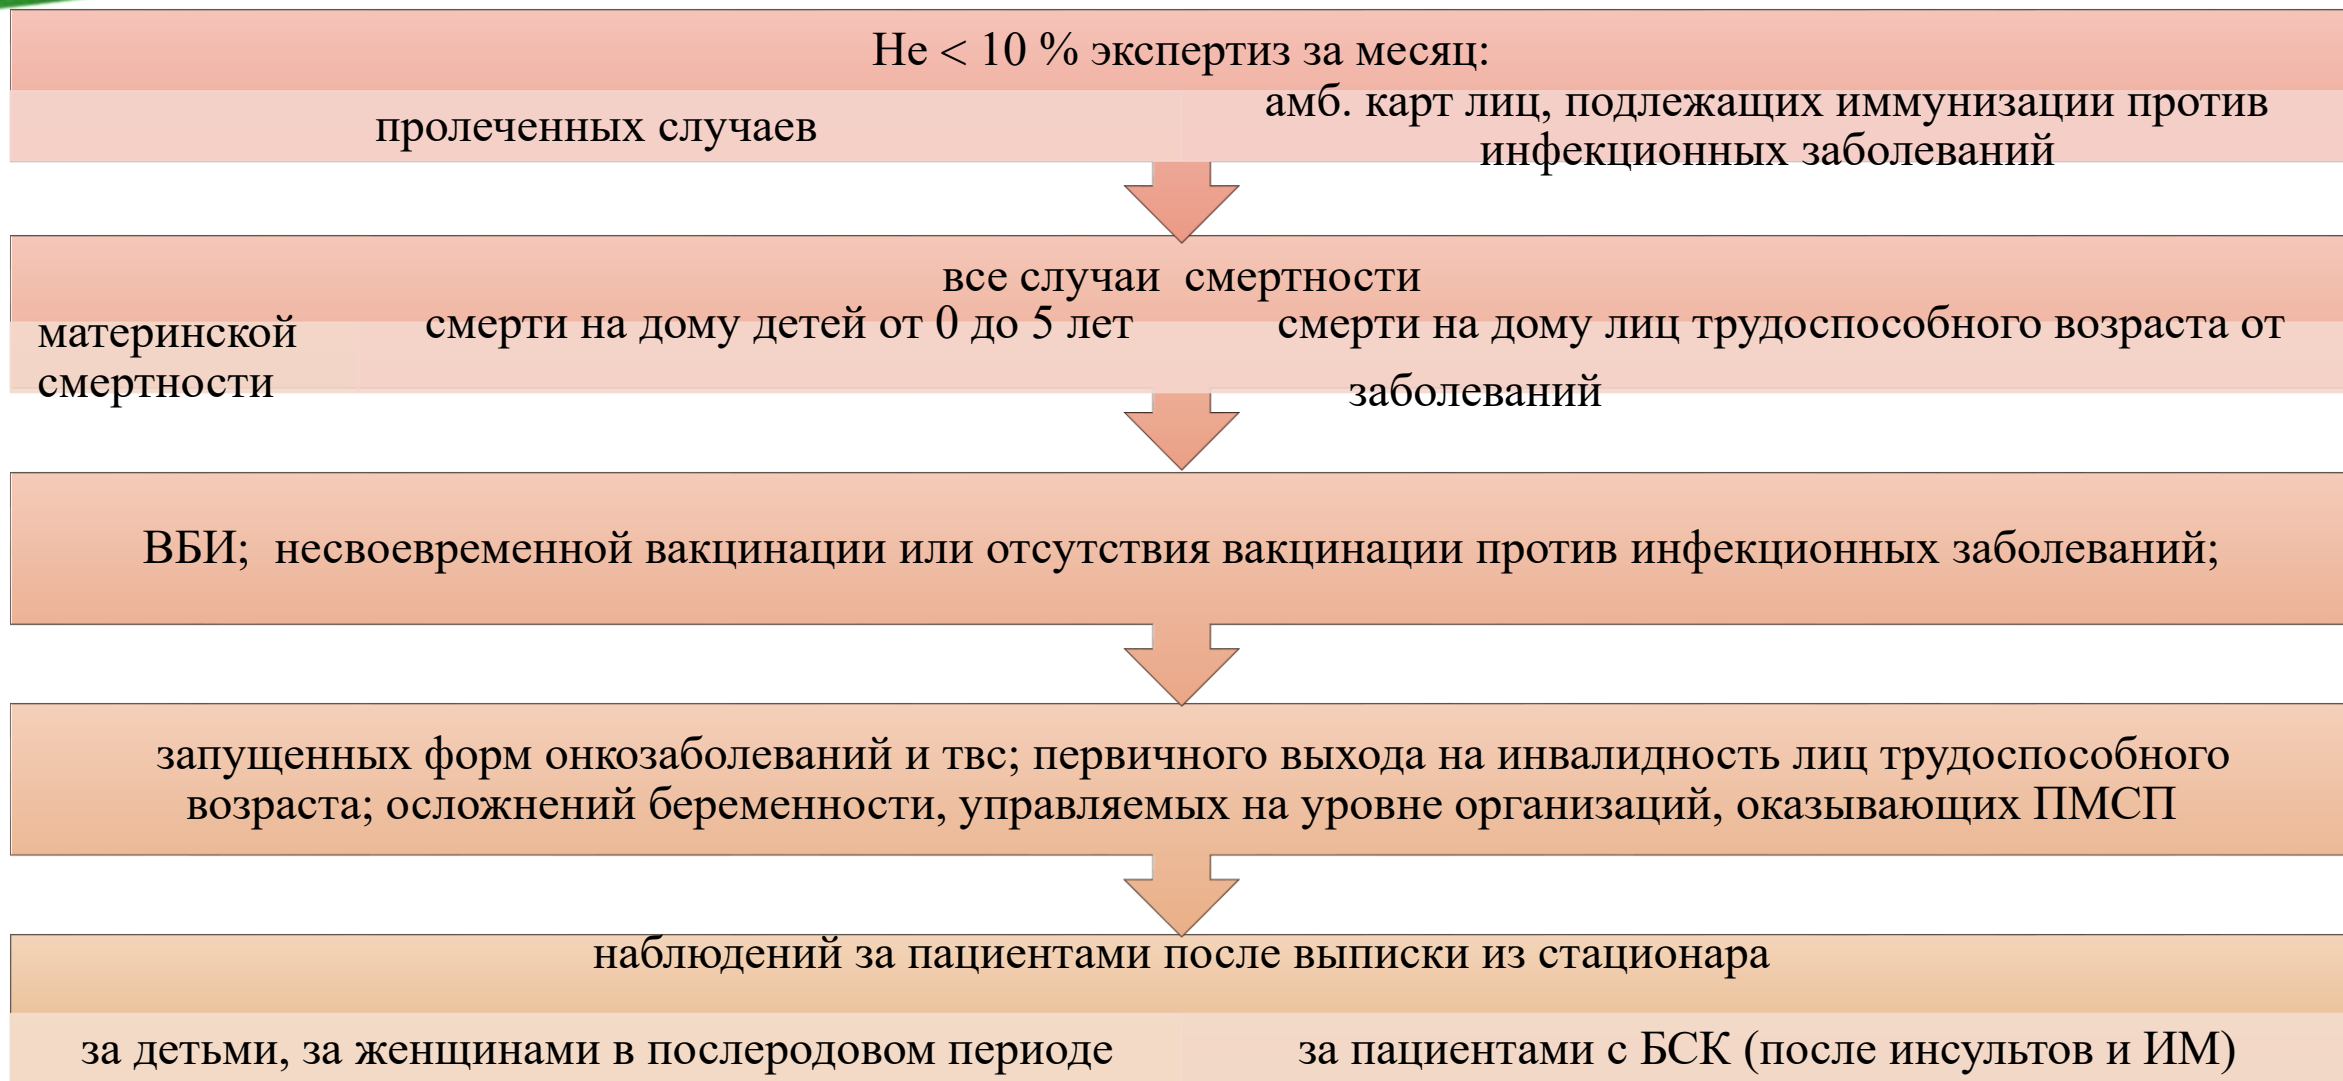 Не < 10 % экспертиз за месяц:
пролеченных случаев
амб. карт лиц, подлежащих иммунизации против
инфекционных заболеваний
все случаи  смертности
материнской
смертности
смерти на дому детей от 0 до 5 лет
смерти на дому лиц трудоспособного возраста от
заболеваний
ВБИ;  несвоевременной вакцинации или отсутствия вакцинации против инфекционных заболеваний;
запущенных форм онкозаболеваний и твс; первичного выхода на инвалидность лиц трудоспособного
возраста; осложнений беременности, управляемых на уровне организаций, оказывающих ПМСП
наблюдений за пациентами после выписки из стационара
за детьми, за женщинами в послеродовом периоде
за пациентами с БСК (после инсультов и ИМ)